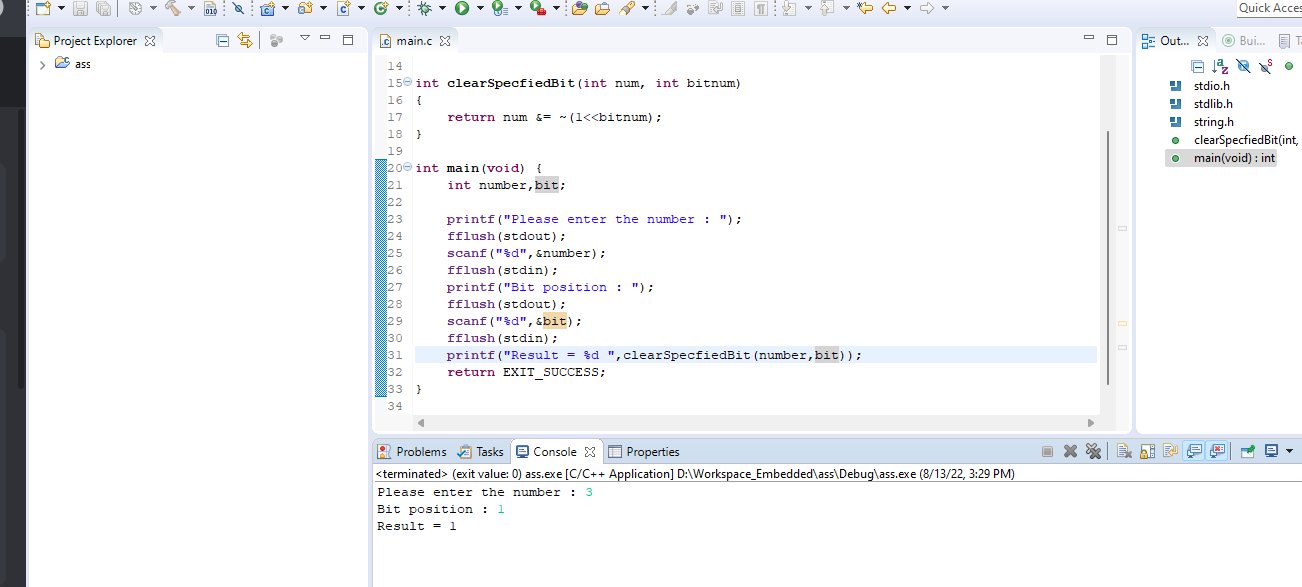 Quick Acces
Project Explorer
ass
main.c
14
15 int clearSpecfiedBit(int num, int bitnum)
16 {
17 return num &= ~(1<<bitnum);
18 }
19
20 int main(void) {
21 int number,bit;
22
23 printf("Please enter the number : ");
24 fflush(stdout);
25 scanf("%d",&number);
26 fflush(stdin);
27 printf("Bit position : ");
28 fflush(stdout);
29 scanf("%d",&bit);
30 fflush(stdin);
31 printf("Result = %d ",clearSpecfiedBit(number,bit));
32 return EXIT_SUCCESS;
33 }
34
Out... Bui... Ta
stdio.h
stdlib.h
string.h
clearSpecfiedBit(int,
main(void) : int
Problems Tasks Console Properties
<terminated> (exit value: 0) ass.exe [C/C++ Application] D:\Workspace_Embedded\ass\Debug\ass.exe (8/13/22, 3:29 PM)
Please enter the number : 3
Bit position : 1
Result = 1